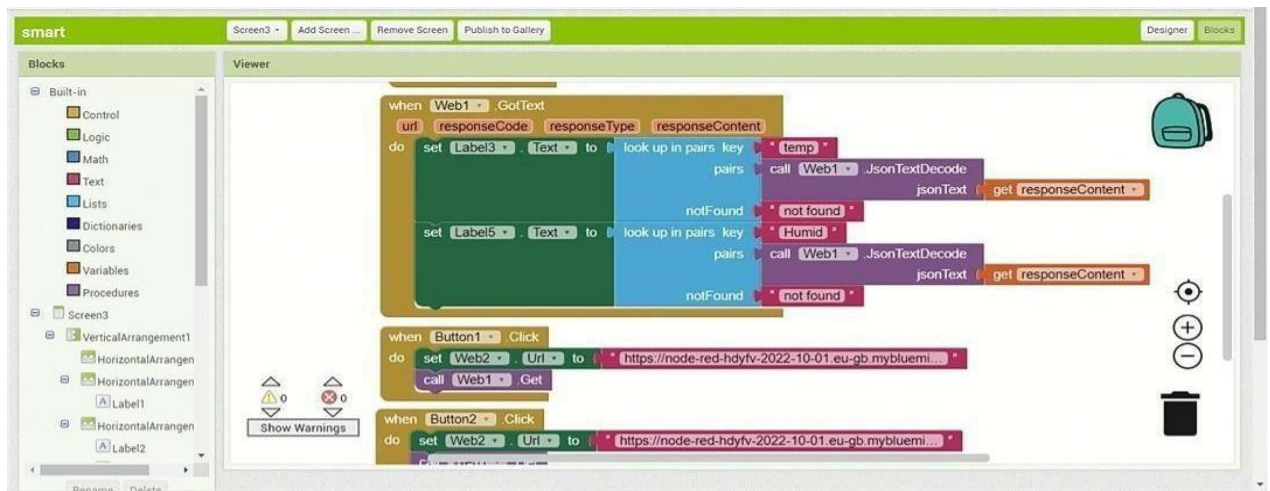 smart
Screen3 Add Screen ... Remove Screen Publish to Gallery Designer Blocks
Blocks
Viewer
Built-in
Control
Logic
Math
Text
Lists
Dictionaries
Colors
Variables
Procedures
Screen3
VerticalArrangement1
HorizontalArrangen
HorizontalArrangen
Label1
HorizontalArrangen
Label2
Rename Delete
when Web1 .GotText
url responseCode responseType responseContent
do set Label3 . Text to look up in pairs key " temp "
pairs call Web1 .JsonTextDecode
jsonText get responseContent
notFound " not found "
set Label5 . Text to look up in pairs key " Humid "
pairs call Web1 .JsonTextDecode
jsonText get responseContent
notFound " not found "
when Button1 .Click
do set Web2 . Url to " https://node-red-hdyfv-2022-10-01.eu-gb.mybluemi... "
call Web1 .Get
when Button2 .Click
do set Web2 . Url to " https://node-red-hdyfv-2022-10-01.eu-gb.mybluemi... "
0 0
Show Warnings